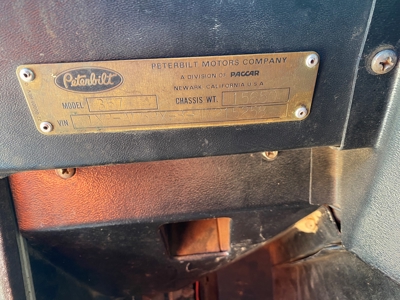 Peterbilt
PETERBILT MOTORS COMPANY
A DIVISION OF PACCAR
NEWARK, CALIFORNIA U.S.A.
MODEL
CHASSIS WT.
VIN